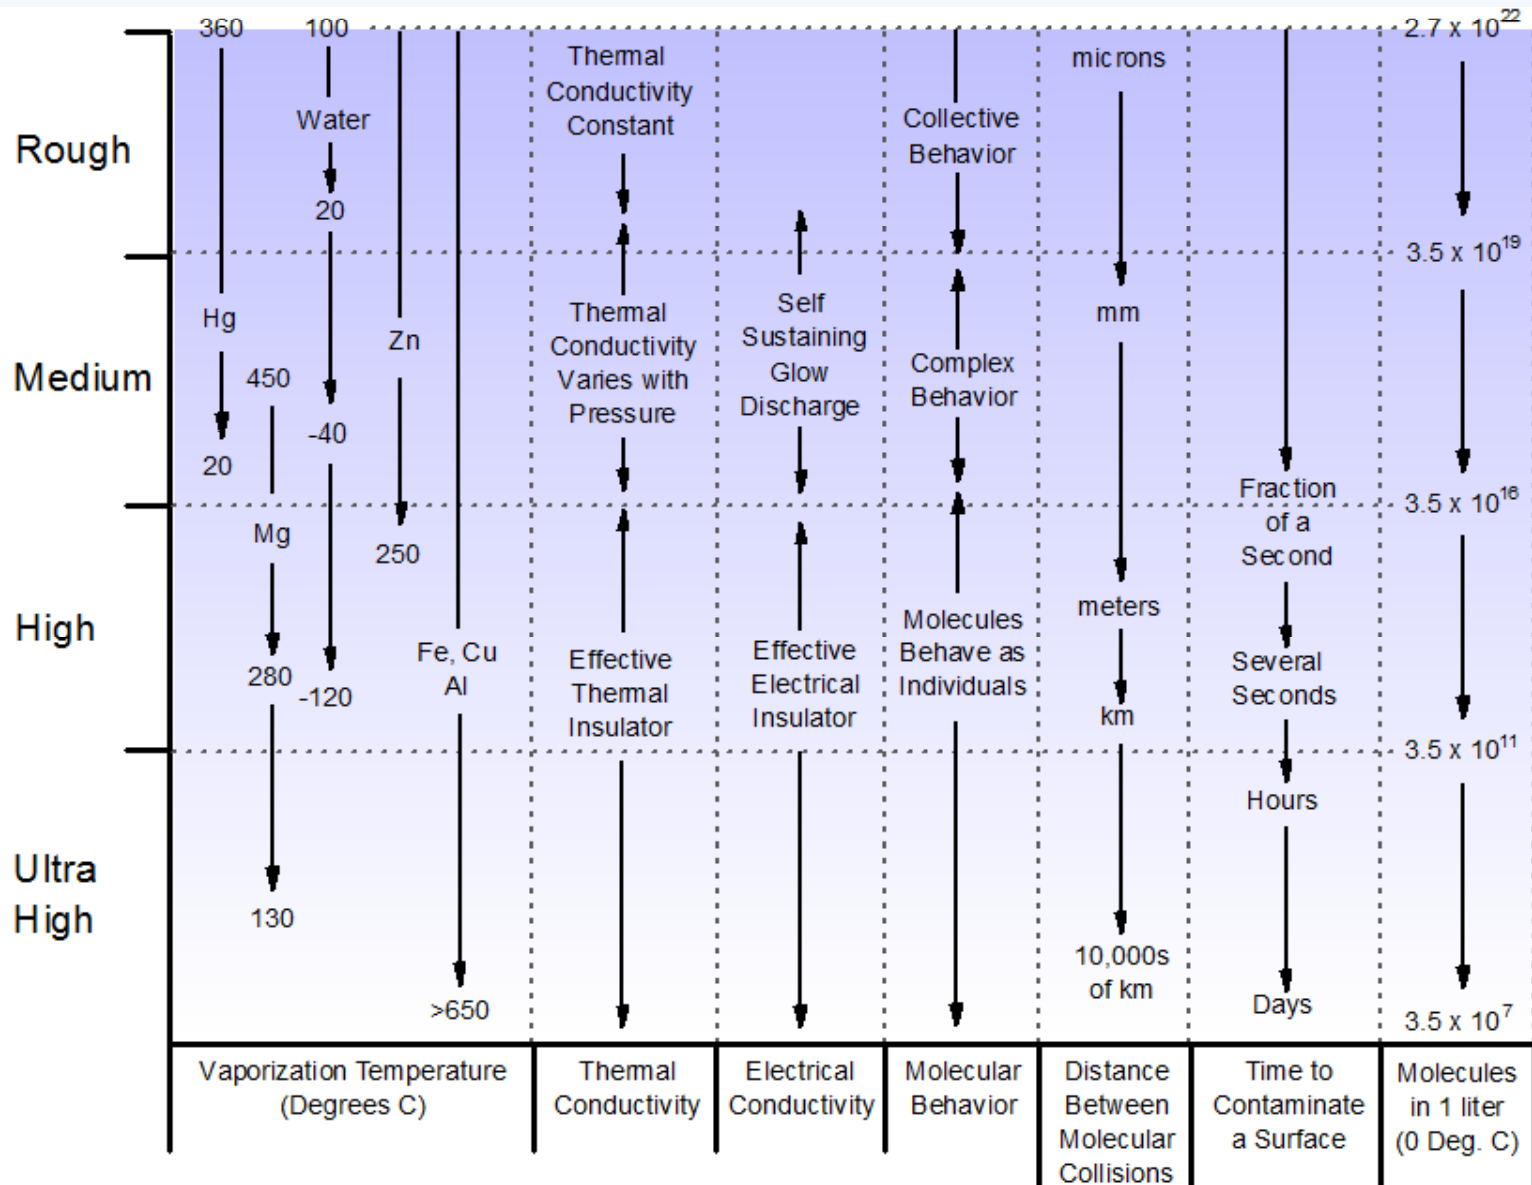 360
100
2.7 x 10²²
Thermal
Conductivity
Constant
microns
Water
Collective
Behavior
Rough
20
3.5 x 10¹⁹
Hg
Zn
Thermal
Conductivity
Varies with
Pressure
Self
Sustaining
Glow
Discharge
mm
Complex
Behavior
Medium
450
-40
20
Fraction
of a
Second
3.5 x 10¹⁶
Mg
250
High
meters
Molecules
Behave as
Individuals
Fe, Cu
Al
Effective
Thermal
Insulator
Effective
Electrical
Insulator
Several
Seconds
280
-120
km
3.5 x 10¹¹
Hours
Ultra
High
130
10,000s
of km
>650
Days
3.5 x 10⁷
Vaporization Temperature
(Degrees C)
Thermal
Conductivity
Electrical
Conductivity
Molecular
Behavior
Distance
Between
Molecular
Collisions
Time to
Contaminate
a Surface
Molecules
in 1 liter
(0 Deg. C)